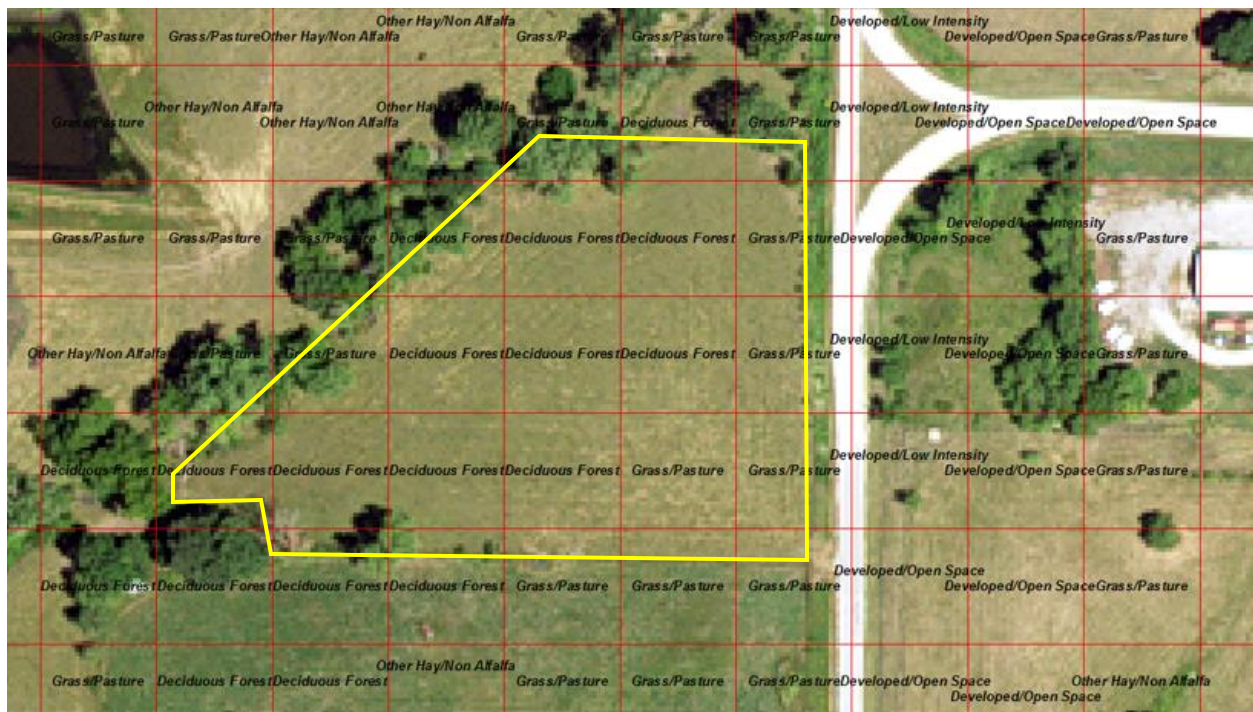 Other Hay/Non Alfalfa Developed/Low Intensity
Grass/Pasture Grass/Pasture Other Hay/Non Alfalfa Grass/Pasture Grass/Pasture Grass/Pasture Developed/Open Space Grass/Pasture
Other Hay/Non Alfalfa Other Hay/Non Alfalfa Developed/Low Intensity
Grass/Pasture Other Hay/Non Alfalfa Grass/Pasture Deciduous Forest Grass/Pasture Developed/Open Space Developed/Open Space
Developed/Low Intensity
Grass/Pasture Grass/Pasture Grass/Pasture Deciduous Forest Deciduous Forest Deciduous Forest Grass/Pasture Developed/Open Space Grass/Pasture
Developed/Low Intensity
Other Hay/Non Alfalfa Grass/Pasture Grass/Pasture Deciduous Forest Deciduous Forest Deciduous Forest Grass/Pasture Developed/Open Space Grass/Pasture
Developed/Low Intensity
Deciduous Forest Deciduous Forest Deciduous Forest Deciduous Forest Deciduous Forest Grass/Pasture Grass/Pasture Developed/Open Space Grass/Pasture
Developed/Open Space
Deciduous Forest Deciduous Forest Deciduous Forest Deciduous Forest Grass/Pasture Grass/Pasture Grass/Pasture Developed/Open Space Grass/Pasture
Other Hay/Non Alfalfa
Grass/Pasture Deciduous Forest Deciduous Forest Grass/Pasture Grass/Pasture Grass/Pasture Developed/Open Space Other Hay/Non Alfalfa
Developed/Open Space